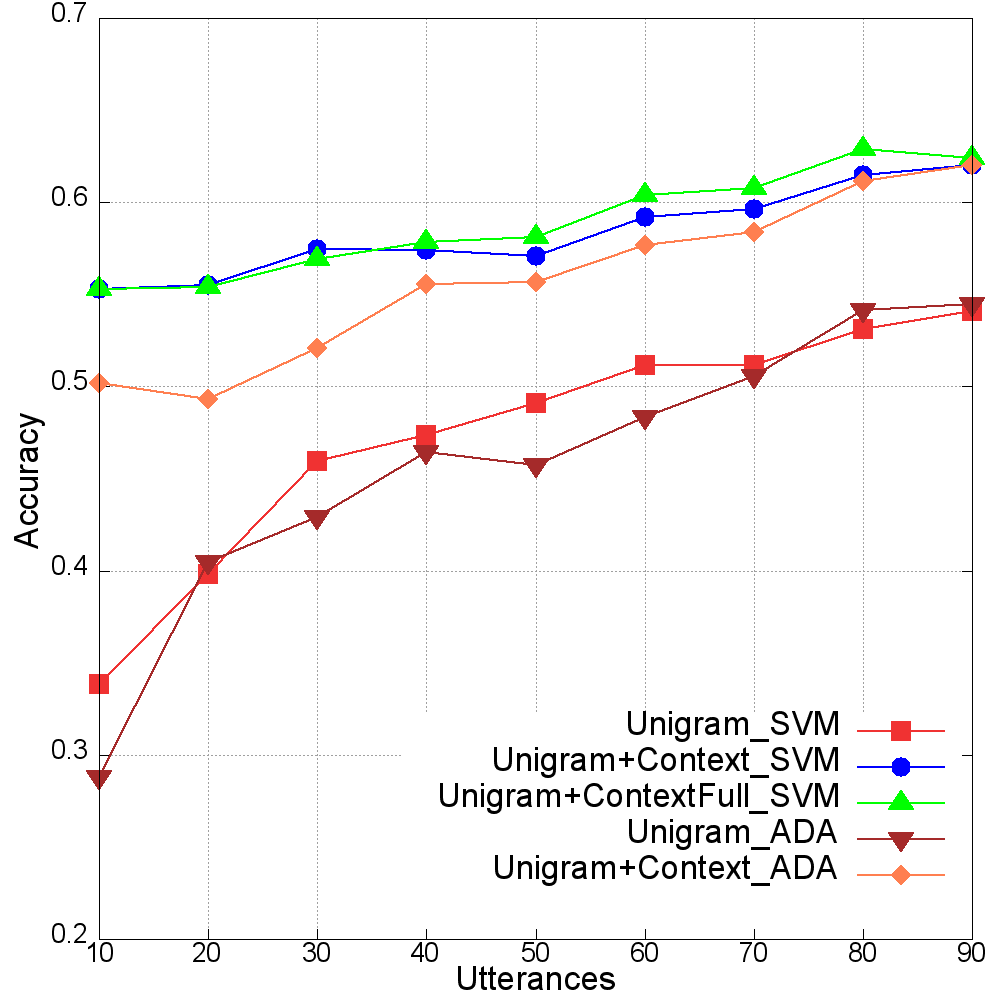 0.7
0.6
0.5
0.4
0.3
0.2
Accuracy
Unigram_SVM
Unigram+Context_SVM
Unigram+ContextFull_SVM
Unigram_ADA
Unigram+Context_ADA
10 20 30 40 50 60 70 80 90
Utterances